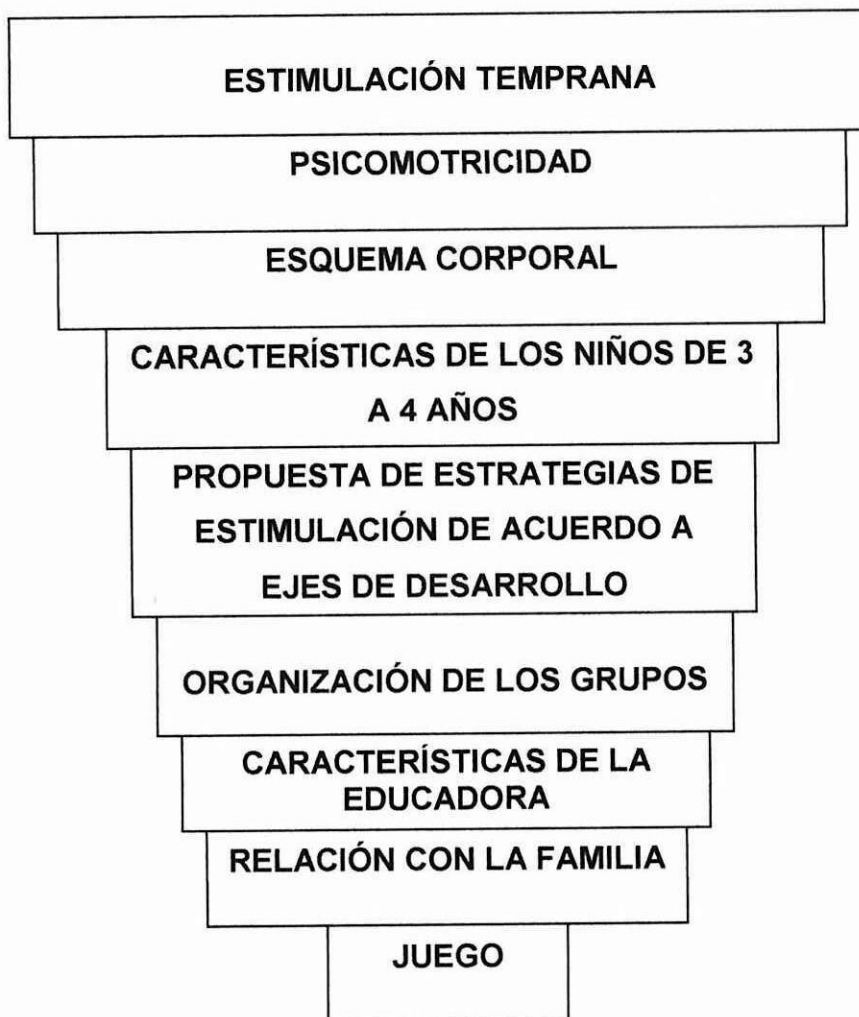 ESTIMULACIÓN TEMPRANA
PSICOMOTRICIDAD
ESQUEMA CORPORAL
CARACTERÍSTICAS DE LOS NIÑOS DE 3
A 4 AÑOS
PROPUESTA DE ESTRATEGIAS DE
ESTIMULACIÓN DE ACUERDO A
EJES DE DESARROLLO
ORGANIZACIÓN DE LOS GRUPOS
CARACTERÍSTICAS DE LA
EDUCADORA
RELACIÓN CON LA FAMILIA
JUEGO